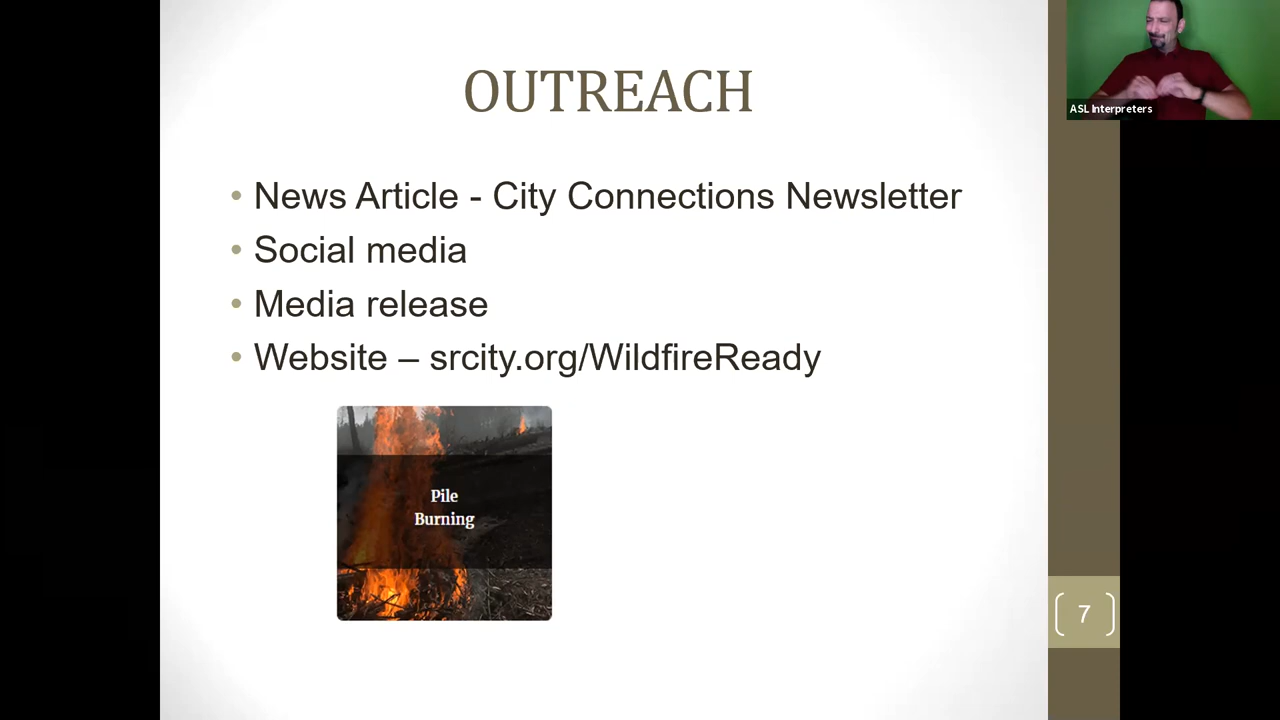 OUTREACH
ASL Interpreters
• News Article - City Connections Newsletter
• Social media
• Media release
• Website – srcity.org/WildfireReady
Pile
Burning
7